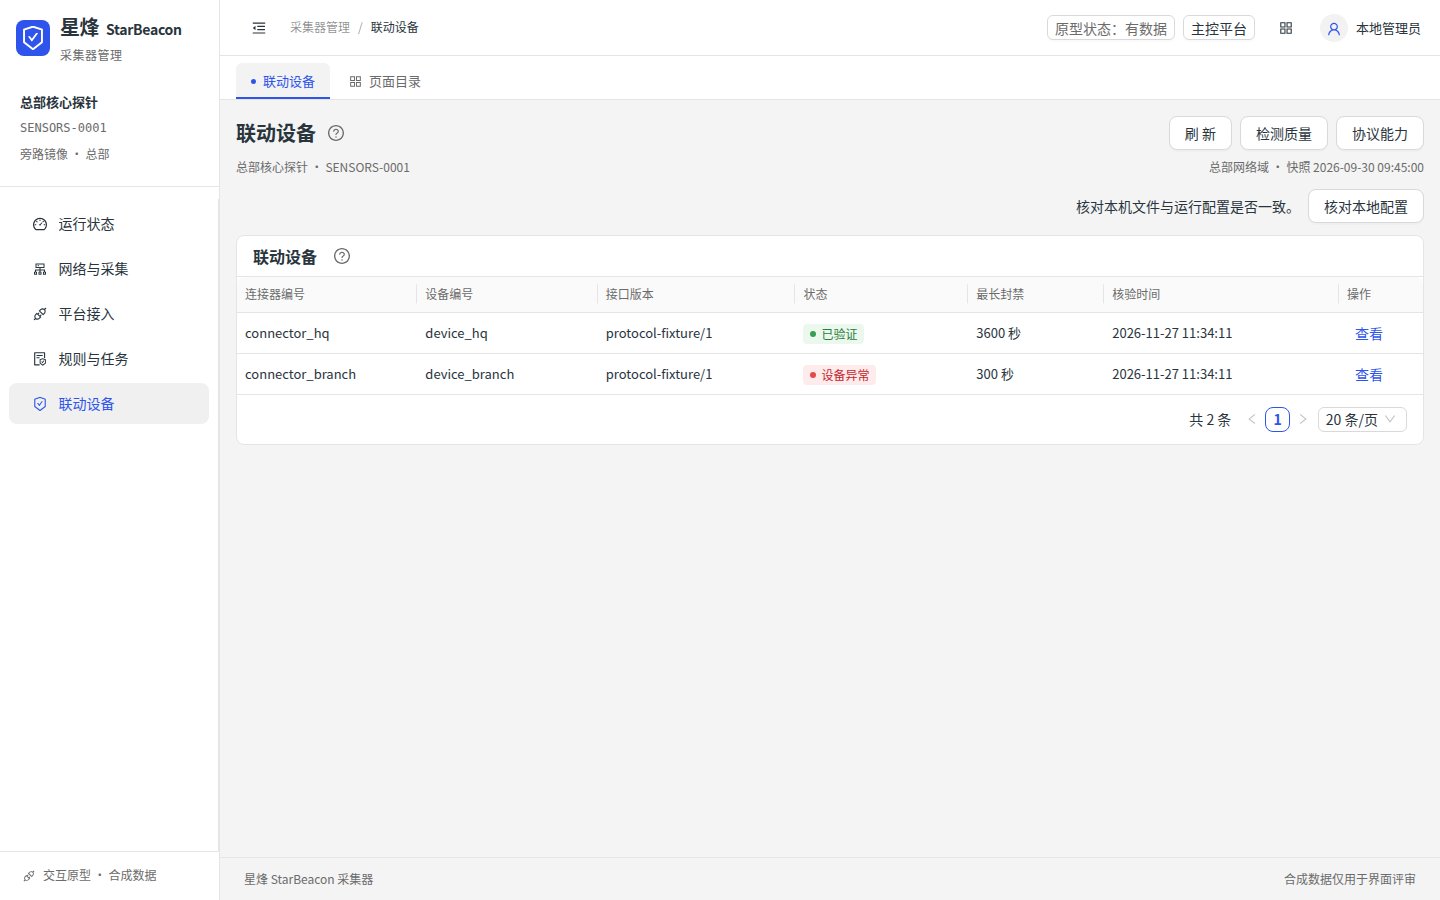 星烽 StarBeacon
采集器管理
总部核心探针
SENSORS-0001
旁路镜像 · 总部
运行状态
网络与采集
平台接入
规则与任务
联动设备
交互原型 · 合成数据
采集器管理 / 联动设备
原型状态：有数据
主控平台
本地管理员
联动设备
页面目录
联动设备
刷新
检测质量
协议能力
总部核心探针 · SENSORS-0001
总部网络域 · 快照 2026-09-30 09:45:00
核对本机文件与运行配置是否一致。
核对本地配置
联动设备
连接器编号 设备编号 接口版本 状态 最长封禁 核验时间 操作
connector_hq device_hq protocol-fixture/1 已验证 3600 秒 2026-11-27 11:34:11 查看
connector_branch device_branch protocol-fixture/1 设备异常 300 秒 2026-11-27 11:34:11 查看
共 2 条 < 1 > 20 条/页
星烽 StarBeacon 采集器
合成数据仅用于界面评审